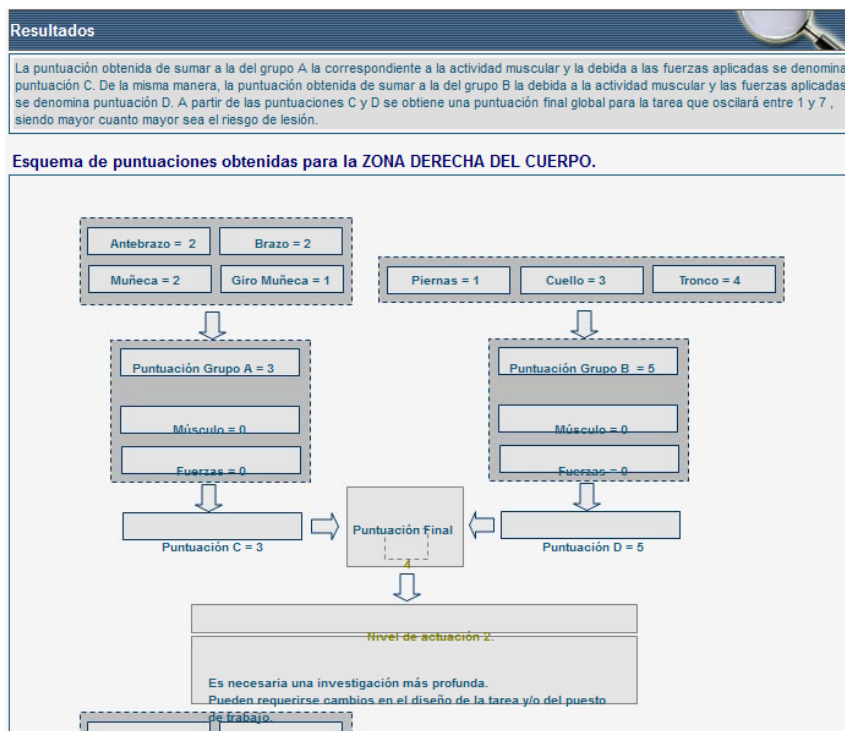 Resultados
La puntuación obtenida de sumar a la del grupo A la correspondiente a la actividad muscular y la debida a las fuerzas aplicadas se denomina
puntuación C. De la misma manera, la puntuación obtenida de sumar a la del grupo B la debida a la actividad muscular y las fuerzas aplicadas
se denomina puntuación D. A partir de las puntuaciones C y D se obtiene una puntuación final global para la tarea que oscilará entre 1 y 7 ,
siendo mayor cuanto mayor sea el riesgo de lesión.
Esquema de puntuaciones obtenidas para la ZONA DERECHA DEL CUERPO.
Antebrazo = 2
Brazo = 2
Muñeca = 2
Giro Muñeca = 1
Piernas = 1
Cuello = 3
Tronco = 4
Puntuación Grupo A = 3
Músculo = 0
Fuerzas = 0
Puntuación C = 3
Puntuación Grupo B = 5
Músculo = 0
Fuerzas = 0
Puntuación D = 5
Puntuación Final
4
Nivel de actuación 2.
Es necesaria una investigación más profunda.
Pueden requerirse cambios en el diseño de la tarea y/o del puesto
de trabajo.